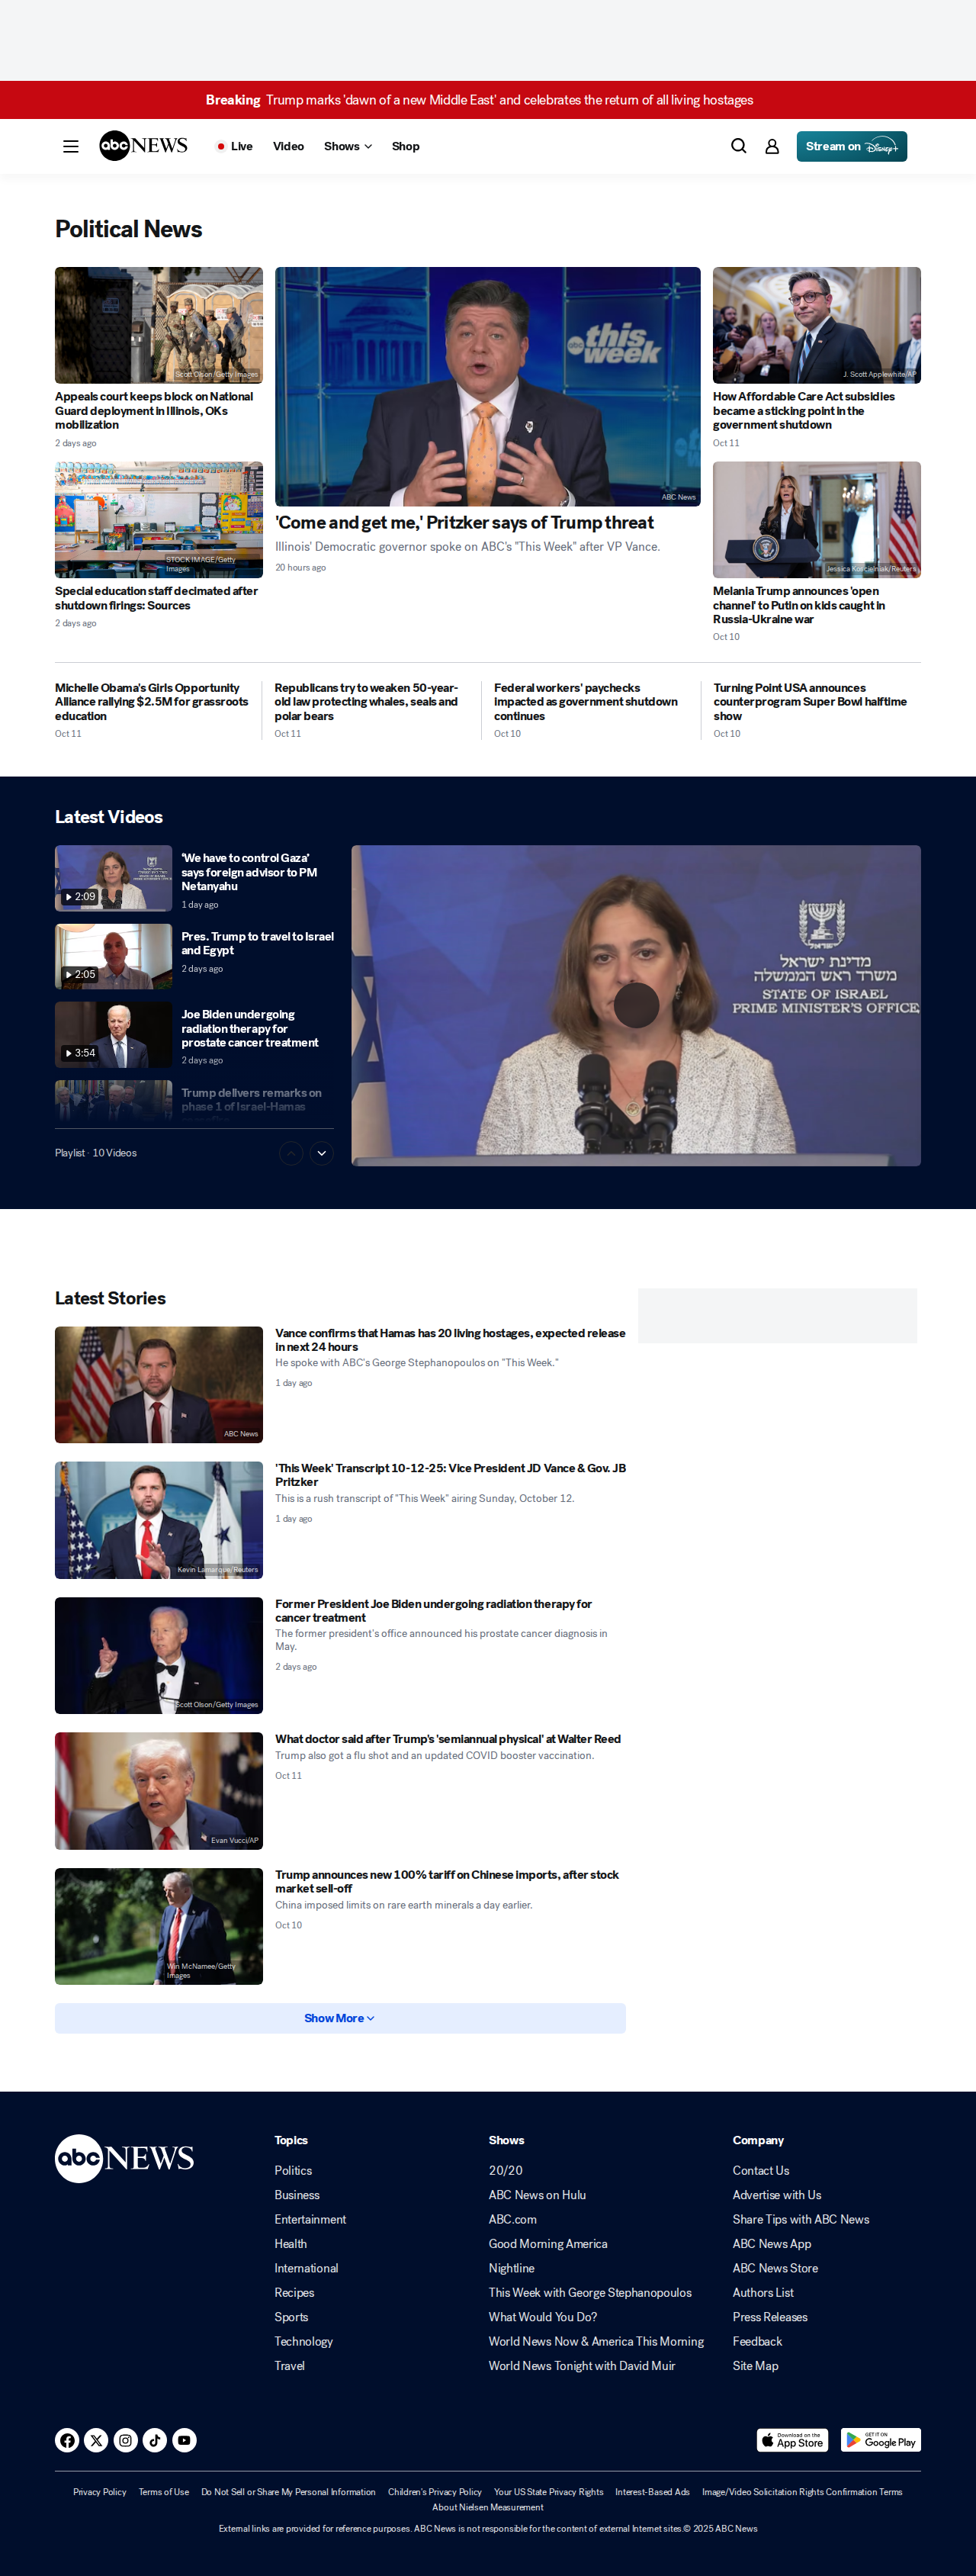 Breaking Trump marks 'dawn of a new Middle East' and celebrates the return of all living hostages
abc NEWS
Live
Video
Shows
Shop
Stream on Disney+
Political News
Scott Olson/Getty Images
Appeals court keeps block on National
Guard deployment in Illinois, OKs
mobilization
2 days ago
STOCK IMAGE/Getty
Images
Special education staff decimated after
shutdown firings: Sources
2 days ago
abc this
week
ABC News
'Come and get me,' Pritzker says of Trump threat
Illinois' Democratic governor spoke on ABC's "This Week" after VP Vance.
20 hours ago
J. Scott Applewhite/AP
How Affordable Care Act subsidies
became a sticking point in the
government shutdown
Oct 11
Jessica Koscielniak/Reuters
Melania Trump announces 'open
channel' to Putin on kids caught in
Russia-Ukraine war
Oct 10
Michelle Obama's Girls Opportunity
Alliance rallying $2.5M for grassroots
education
Oct 11
Republicans try to weaken 50-year-
old law protecting whales, seals and
polar bears
Oct 11
Federal workers' paychecks
impacted as government shutdown
continues
Oct 10
Turning Point USA announces
counterprogram Super Bowl halftime
show
Oct 10
Latest Videos
2:09
'We have to control Gaza'
says foreign advisor to PM
Netanyahu
1 day ago
2:05
Pres. Trump to travel to Israel
and Egypt
2 days ago
3:54
Joe Biden undergoing
radiation therapy for
prostate cancer treatment
2 days ago
Trump delivers remarks on
phase 1 of Israel-Hamas
Playlist · 10 Videos
מדינת ישראל
משרד ראש הממשלה
STATE OF ISRAEL
PRIME MINISTER'S OFFICE
Latest Stories
ABC News
Vance confirms that Hamas has 20 living hostages, expected release
in next 24 hours
He spoke with ABC's George Stephanopoulos on "This Week."
1 day ago
Kevin Lamarque/Reuters
'This Week' Transcript 10-12-25: Vice President JD Vance & Gov. JB
Pritzker
This is a rush transcript of "This Week" airing Sunday, October 12.
1 day ago
Scott Olson/Getty Images
Former President Joe Biden undergoing radiation therapy for
cancer treatment
The former president's office announced his prostate cancer diagnosis in
May.
2 days ago
Evan Vucci/AP
What doctor said after Trump's 'semiannual physical' at Walter Reed
Trump also got a flu shot and an updated COVID booster vaccination.
Oct 11
Win McNamee/Getty
Images
Trump announces new 100% tariff on Chinese imports, after stock
market sell-off
China imposed limits on rare earth minerals a day earlier.
Oct 10
Show More
abc NEWS
Topics
Politics
Business
Entertainment
Health
International
Recipes
Sports
Technology
Travel
Shows
20/20
ABC News on Hulu
ABC.com
Good Morning America
Nightline
This Week with George Stephanopoulos
What Would You Do?
World News Now & America This Morning
World News Tonight with David Muir
Company
Contact Us
Advertise with Us
Share Tips with ABC News
ABC News App
ABC News Store
Authors List
Press Releases
Feedback
Site Map
Download on the
App Store
GET IT ON
Google Play
Privacy Policy
Terms of Use
Do Not Sell or Share My Personal Information
Children's Privacy Policy
Your US State Privacy Rights
Interest-Based Ads
Image/Video Solicitation Rights Confirmation Terms
About Nielsen Measurement
External links are provided for reference purposes. ABC News is not responsible for the content of external Internet sites.© 2025 ABC News